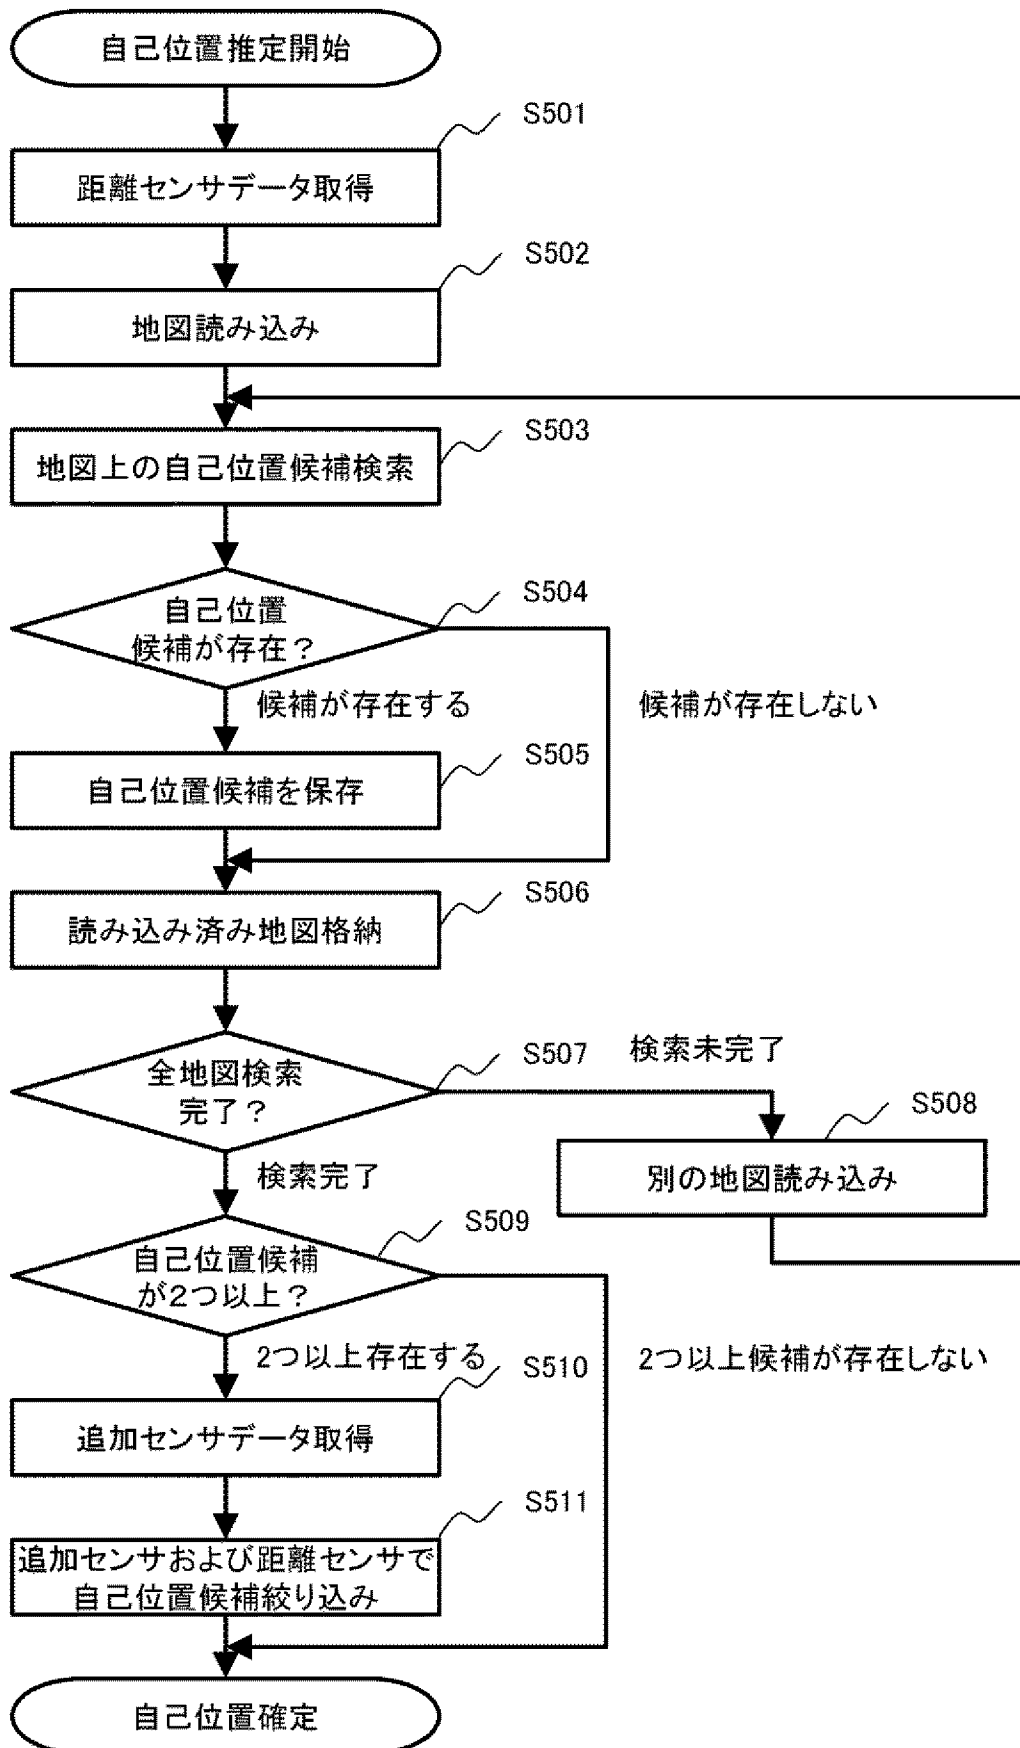 自己位置推定開始
S501
距離センサデータ取得
S502
地図読み込み
S503
地図上の自己位置候補検索
S504
自己位置
候補が存在？
候補が存在する
候補が存在しない
S505
自己位置候補を保存
S506
読み込み済み地図格納
S507
全地図検索
完了？
検索未完了
S508
別の地図読み込み
検索完了
S509
自己位置候補
が2つ以上？
2つ以上存在する
2つ以上候補が存在しない
S510
追加センサデータ取得
S511
追加センサおよび距離センサで
自己位置候補絞り込み
自己位置確定